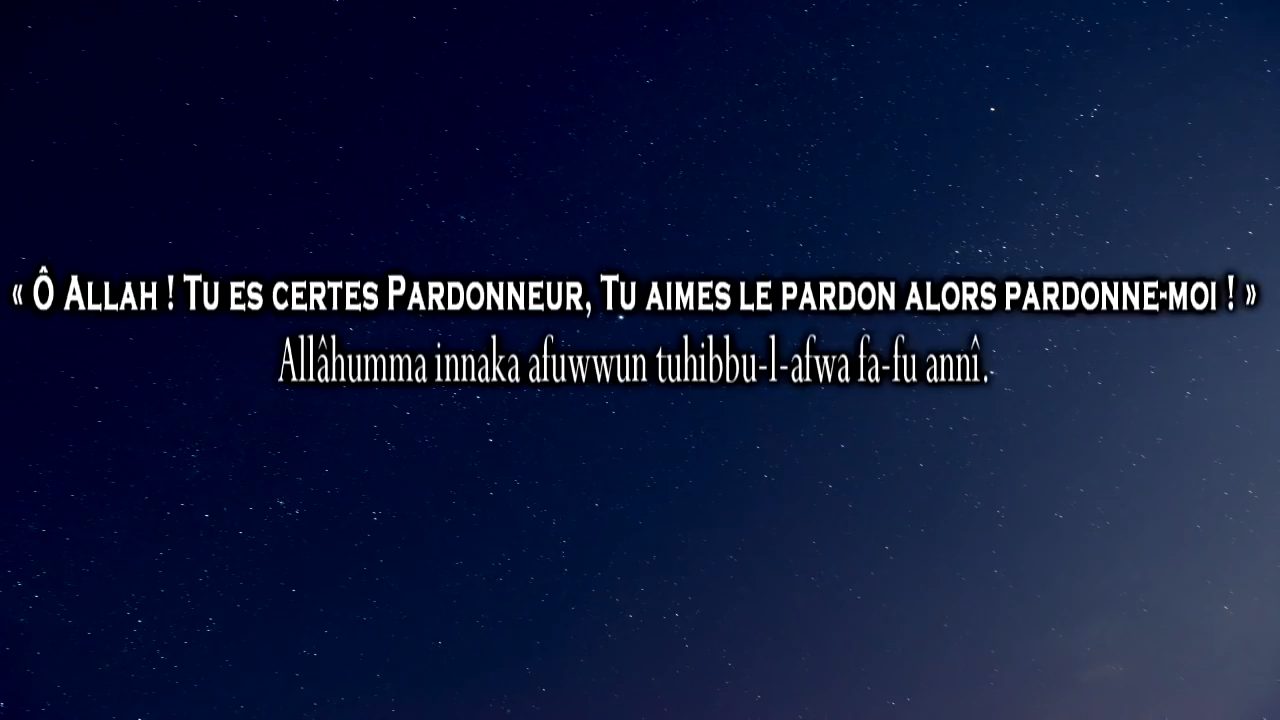 « Ô Allah ! Tu es certes Pardonneur, Tu aimes le pardon alors pardonne-moi ! »
Allâhumma innaka afuwwun tuhibbu-l-afwa fa-fu annî.